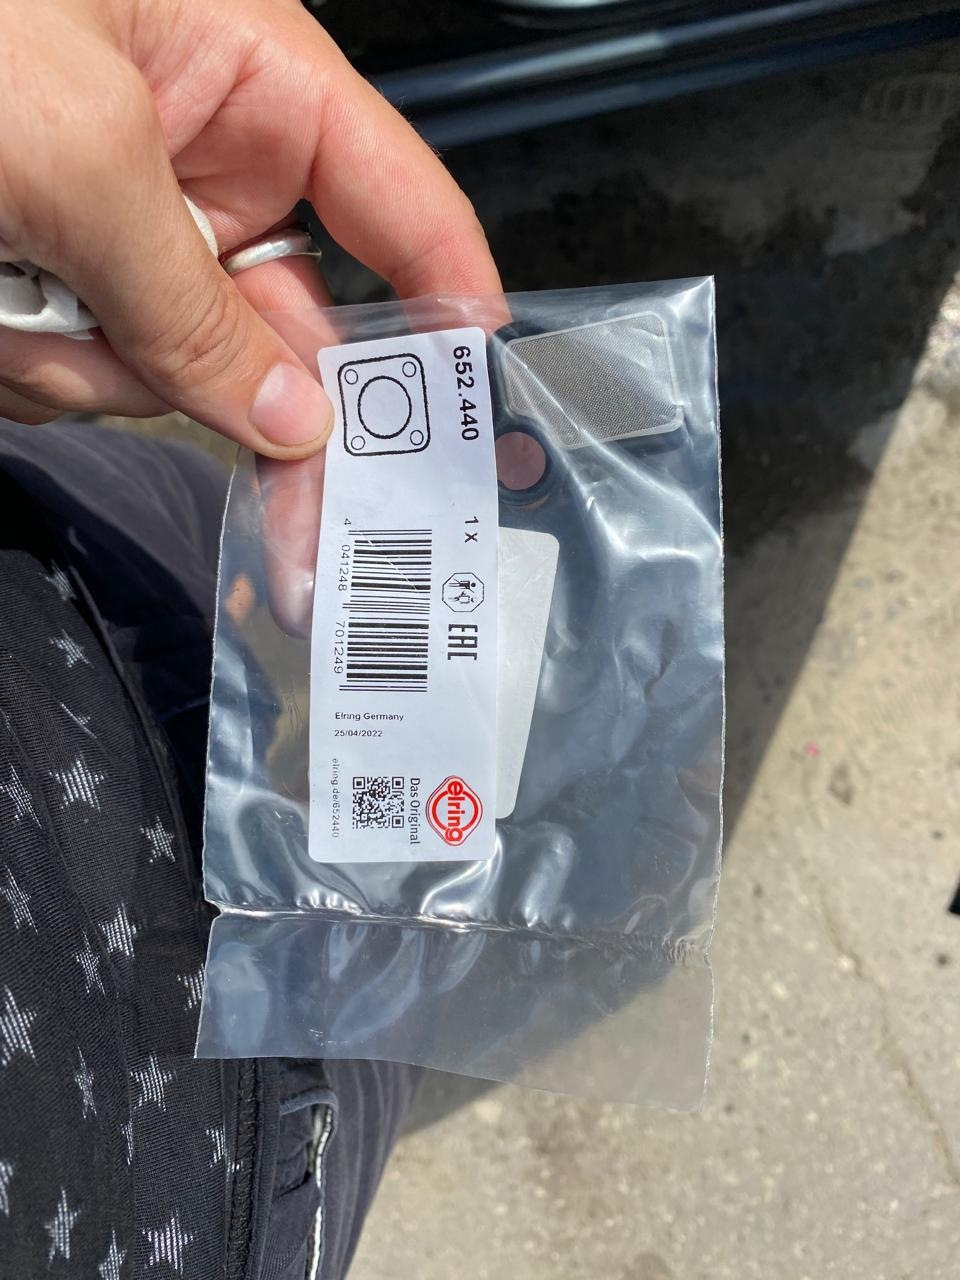 652.440
1 X
EAC
4 041248 701249
Elring Germany
25/04/2022
elring
Das Original
elring.de/652440